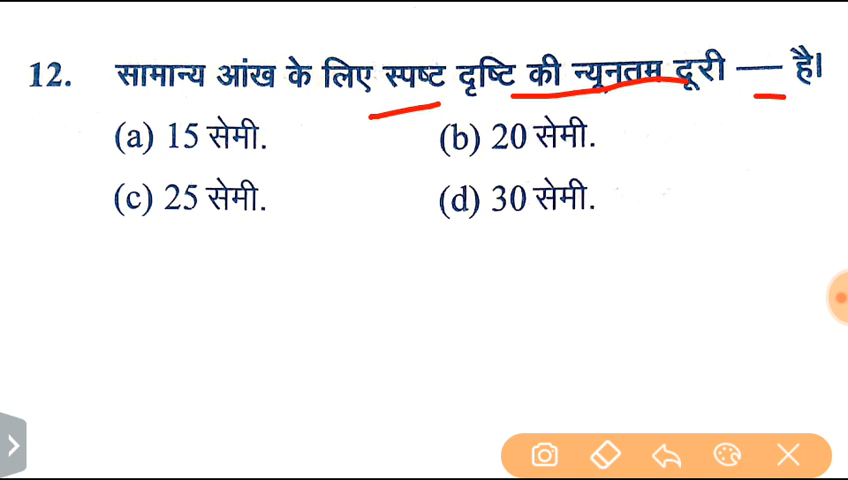 12. सामान्य आंख के लिए स्पष्ट दृष्टि की न्यूनतम दूरी — है।
(a) 15 सेमी. (b) 20 सेमी.
(c) 25 सेमी. (d) 30 सेमी.